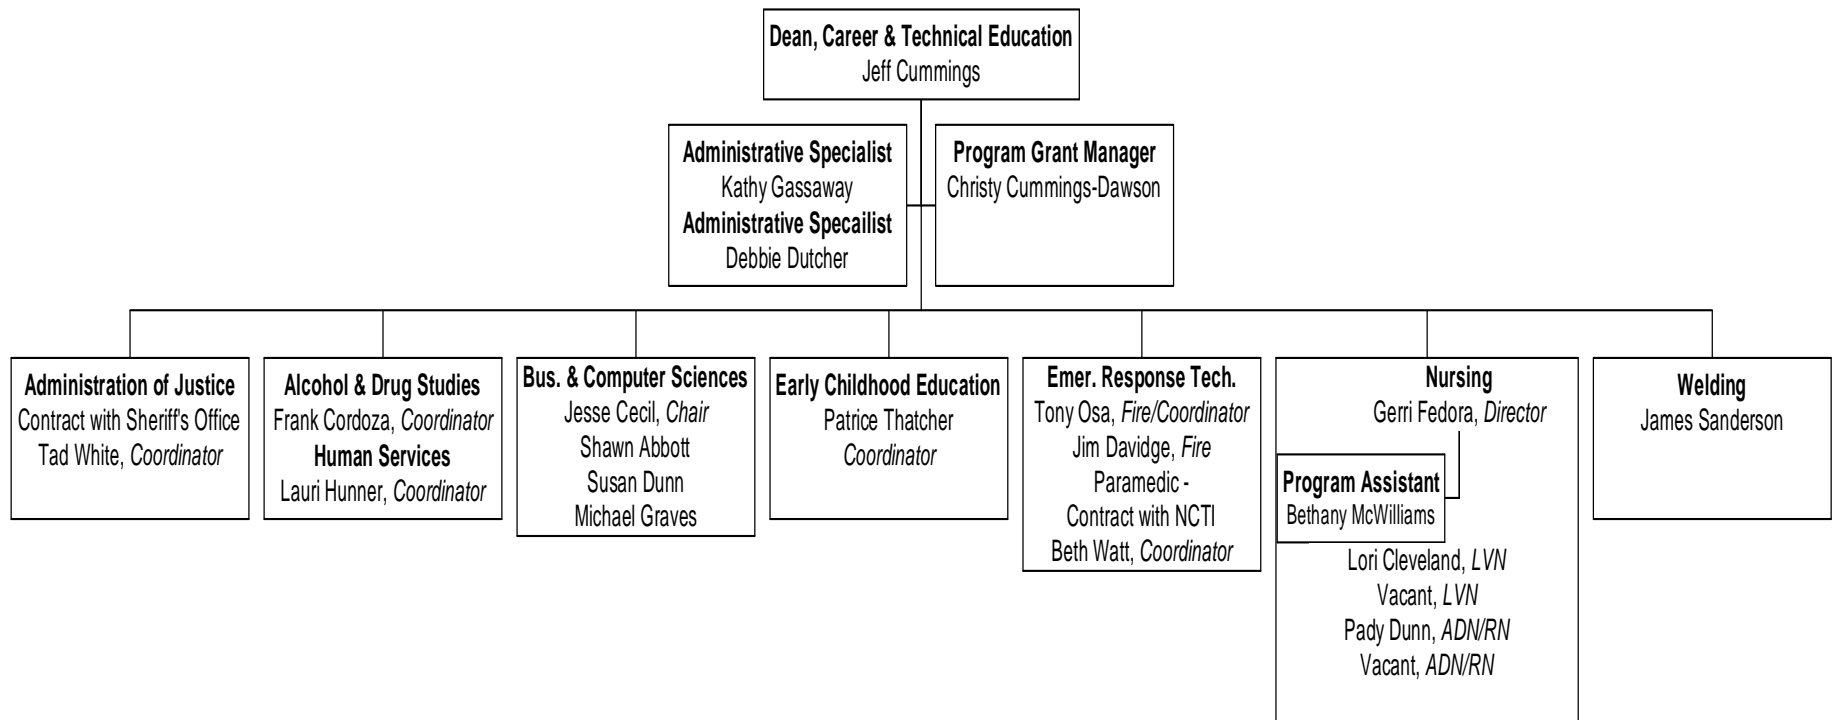 Dean, Career & Technical Education
Jeff Cummings
Administrative Specialist
Kathy Gassaway
Administrative Specailist
Debbie Dutcher
Program Grant Manager
Christy Cummings-Dawson
Administration of Justice
Contract with Sheriff's Office
Tad White, Coordinator
Alcohol & Drug Studies
Frank Cordoza, Coordinator
Human Services
Lauri Hunner, Coordinator
Bus. & Computer Sciences
Jesse Cecil, Chair
Shawn Abbott
Susan Dunn
Michael Graves
Early Childhood Education
Patrice Thatcher
Coordinator
Emer. Response Tech.
Tony Osa, Fire/Coordinator
Jim Davidge, Fire
Paramedic -
Contract with NCTI
Beth Watt, Coordinator
Nursing
Gerri Fedora, Director
Program Assistant
Bethany McWilliams
Lori Cleveland, LVN
Vacant, LVN
Pady Dunn, ADN/RN
Vacant, ADN/RN
Welding
James Sanderson